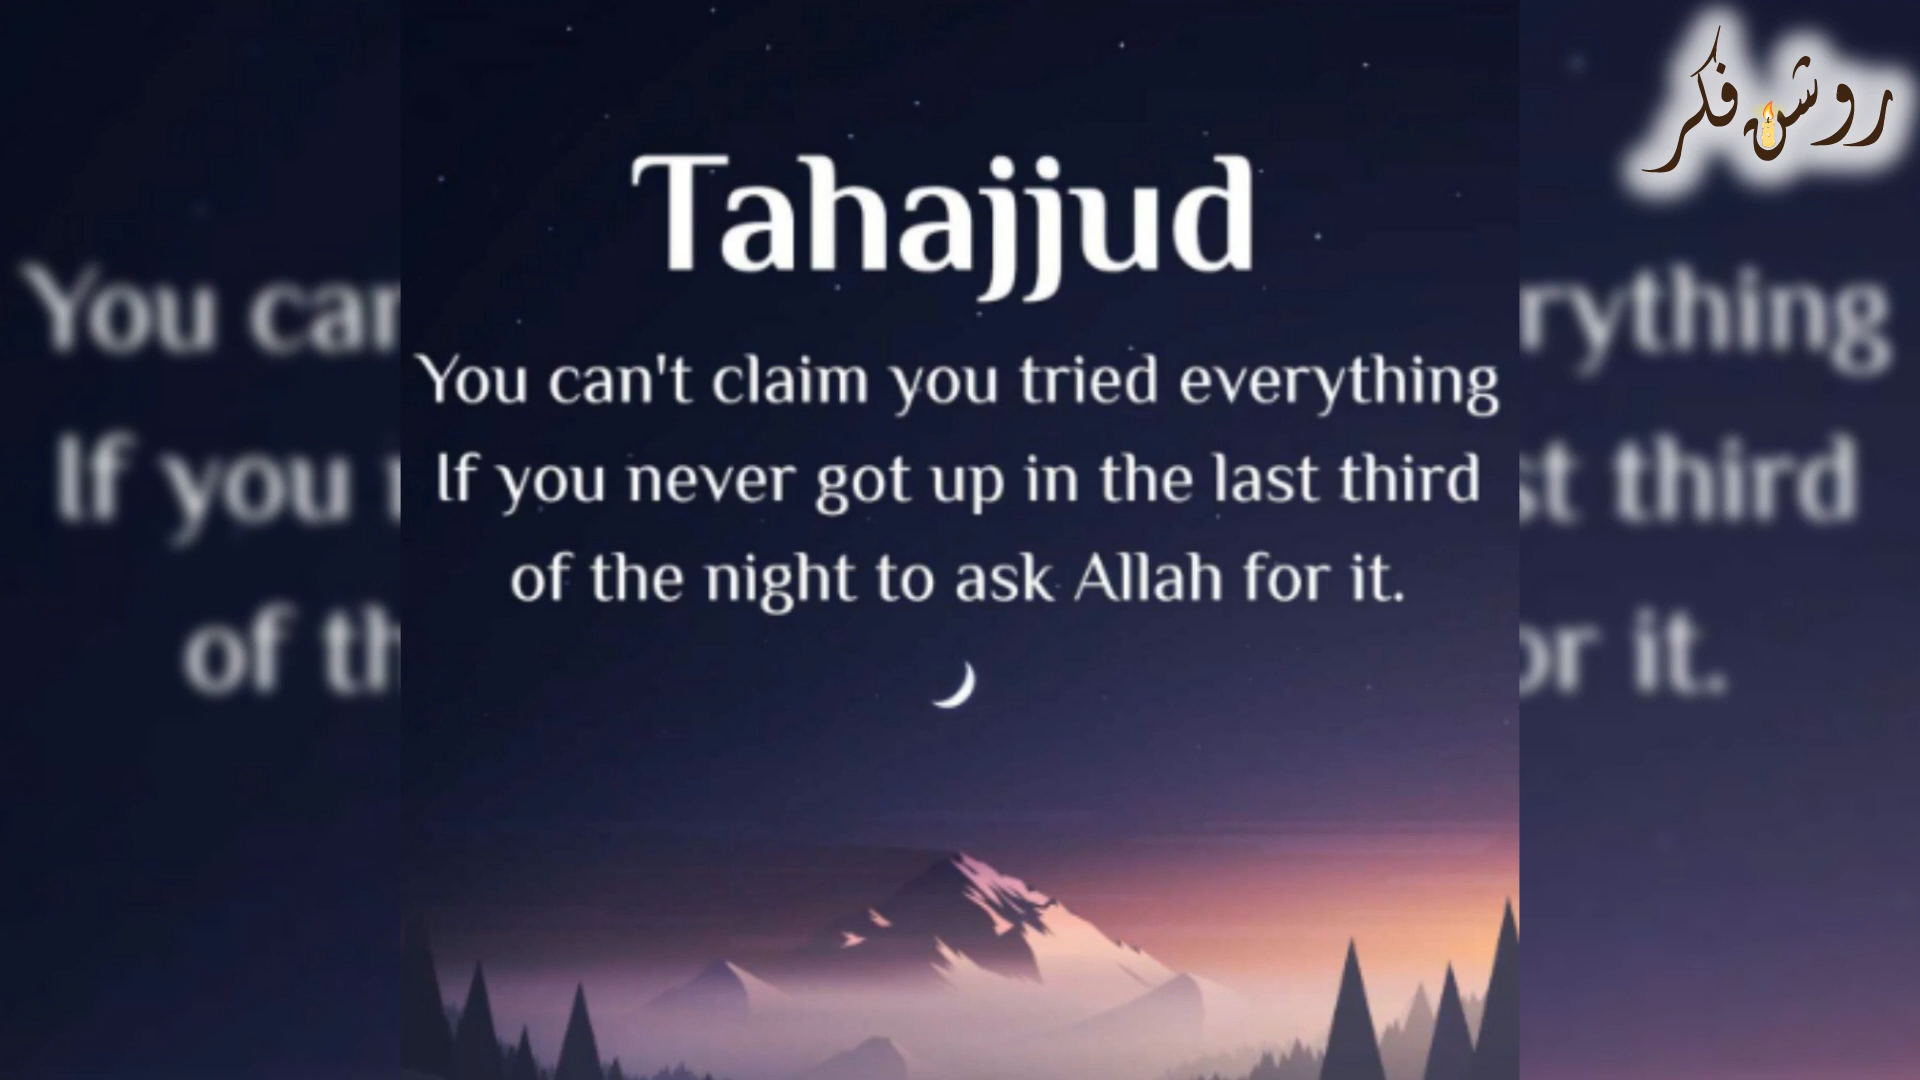 روشن فکر
Tahajjud
You can't claim you tried everything
If you never got up in the last third
of the night to ask Allah for it.